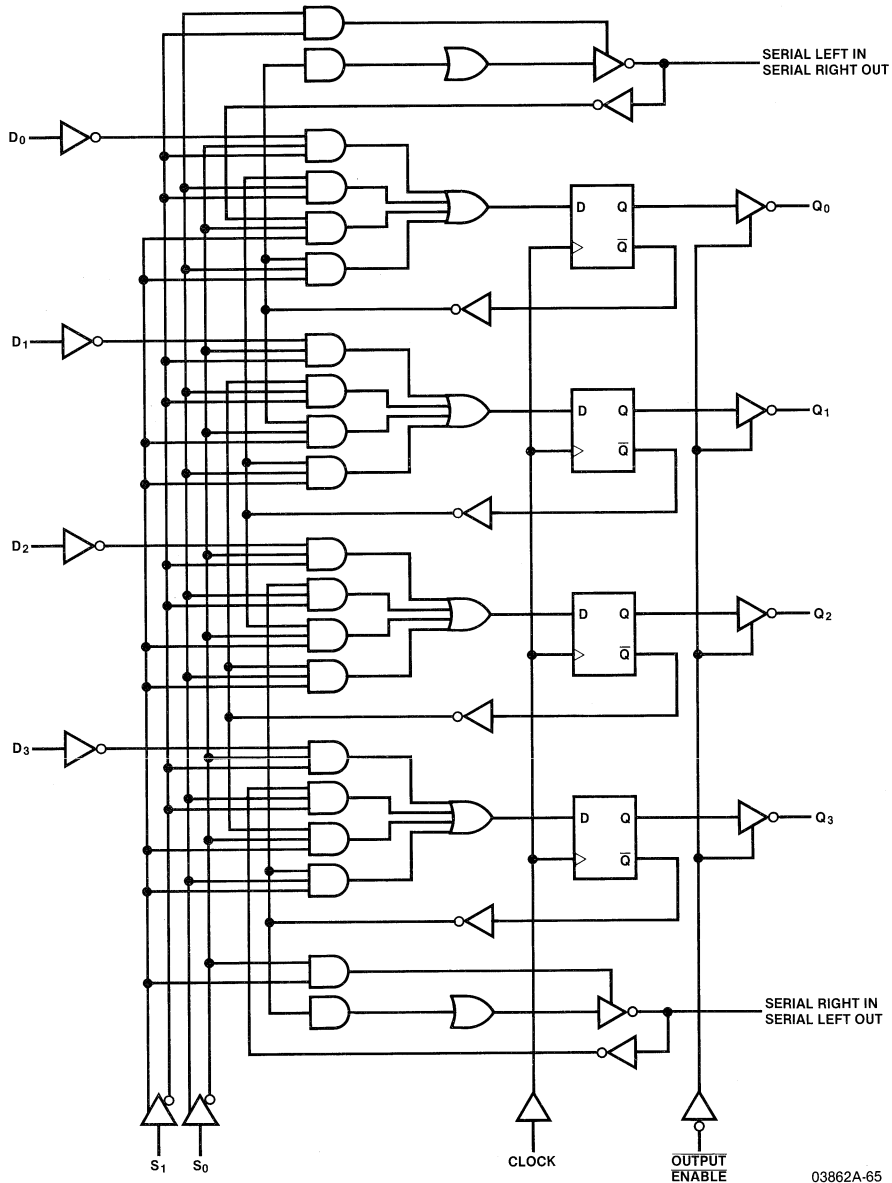 SERIAL LEFT IN
SERIAL RIGHT OUT
D0
D Q
Q̅
Q0
D1
D Q
Q̅
Q1
D2
D Q
Q̅
Q2
D3
D Q
Q̅
Q3
SERIAL RIGHT IN
SERIAL LEFT OUT
S1 S0 CLOCK
OUTPUT
ENABLE
03862A-65